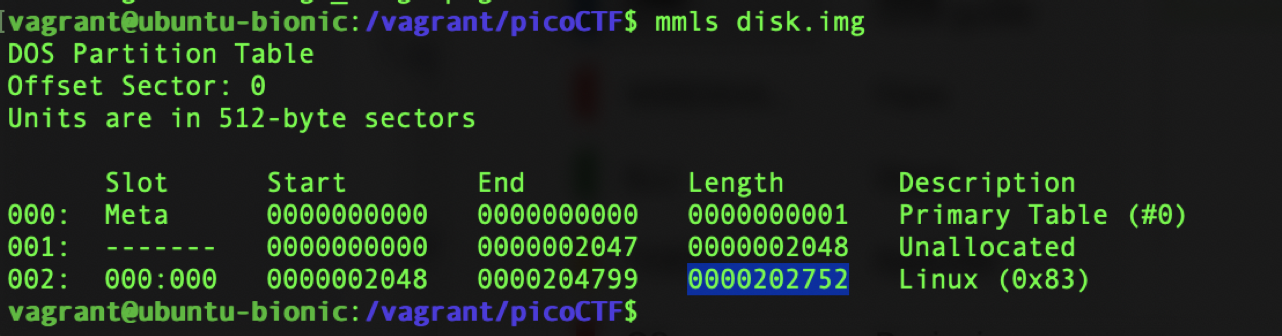 [vagrant@ubuntu-bionic:/vagrant/picoCTF$ mmls disk.img
DOS Partition Table
Offset Sector: 0
Units are in 512-byte sectors
Slot Start End Length Description
000: Meta 0000000000 0000000000 0000000001 Primary Table (#0)
001: ------- 0000000000 0000002047 0000002048 Unallocated
002: 000:000 0000002048 0000204799 0000202752 Linux (0x83)
vagrant@ubuntu-bionic:/vagrant/picoCTF$